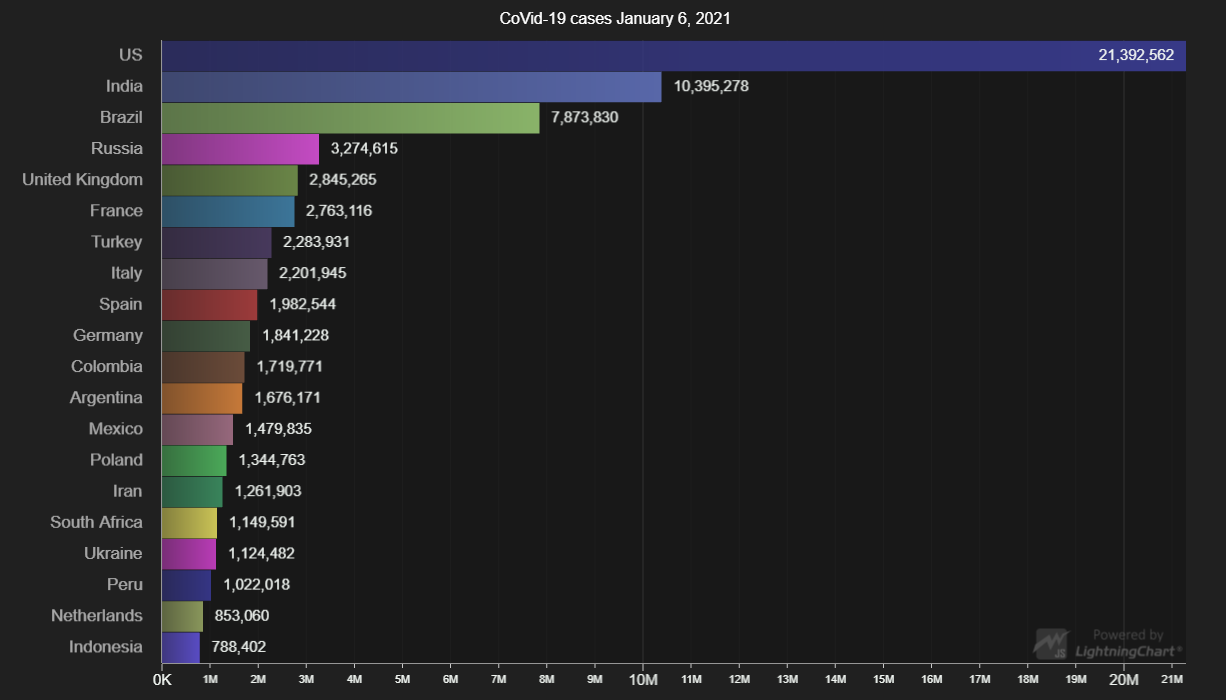 CoVid-19 cases January 6, 2021
US 21,392,562
India 10,395,278
Brazil 7,873,830
Russia 3,274,615
United Kingdom 2,845,265
France 2,763,116
Turkey 2,283,931
Italy 2,201,945
Spain 1,982,544
Germany 1,841,228
Colombia 1,719,771
Argentina 1,676,171
Mexico 1,479,835
Poland 1,344,763
Iran 1,261,903
South Africa 1,149,591
Ukraine 1,124,482
Peru 1,022,018
Netherlands 853,060
Indonesia 788,402
JS Powered by
LightningChart®
0K 1M 2M 3M 4M 5M 6M 7M 8M 9M 10M 11M 12M 13M 14M 15M 16M 17M 18M 19M 20M 21M